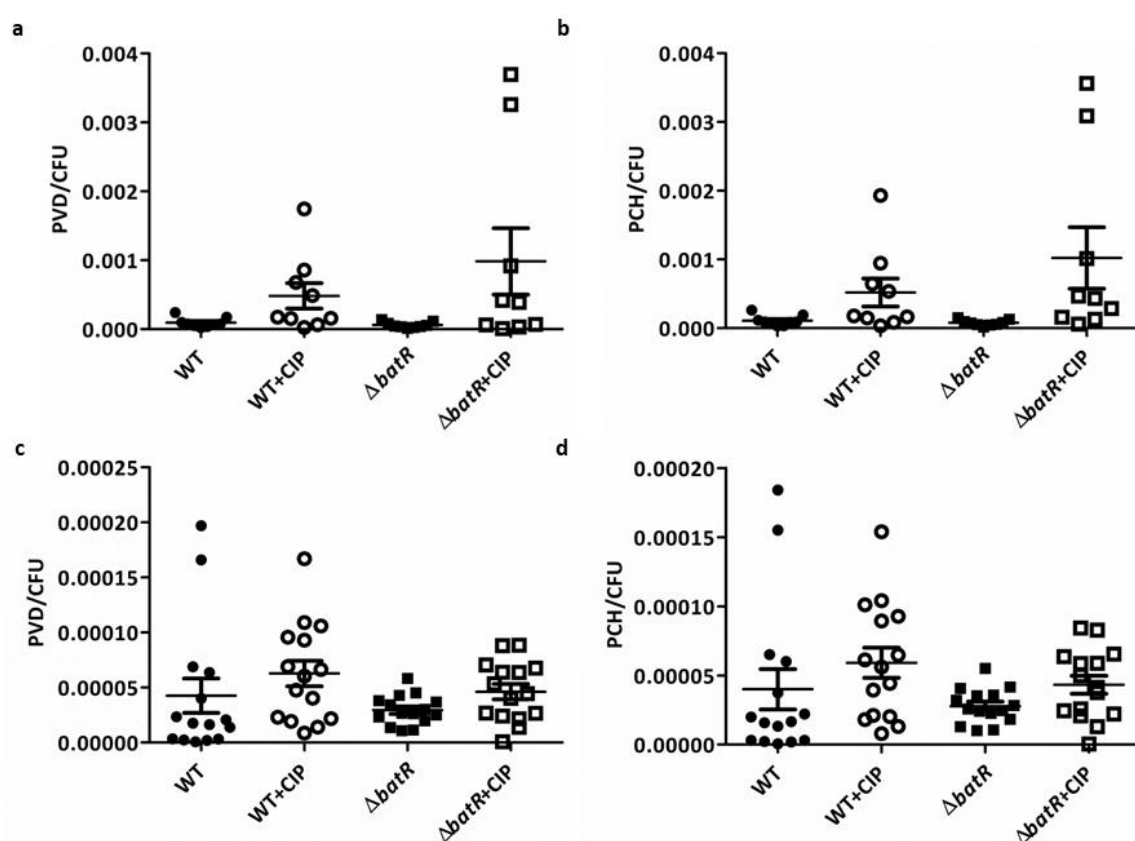 a
0.004
0.003
0.002
0.001
0.000
PVD/CFU
WT
WT+CIP
ΔbatR
ΔbatR+CIP
b
0.004
0.003
0.002
0.001
0.000
PCH/CFU
WT
WT+CIP
ΔbatR
ΔbatR+CIP
c
0.00025
0.00020
0.00015
0.00010
0.00005
0.00000
PVD/CFU
WT
WT+CIP
ΔbatR
ΔbatR+CIP
d
0.00020
0.00015
0.00010
0.00005
0.00000
PCH/CFU
WT
WT+CIP
ΔbatR
ΔbatR+CIP